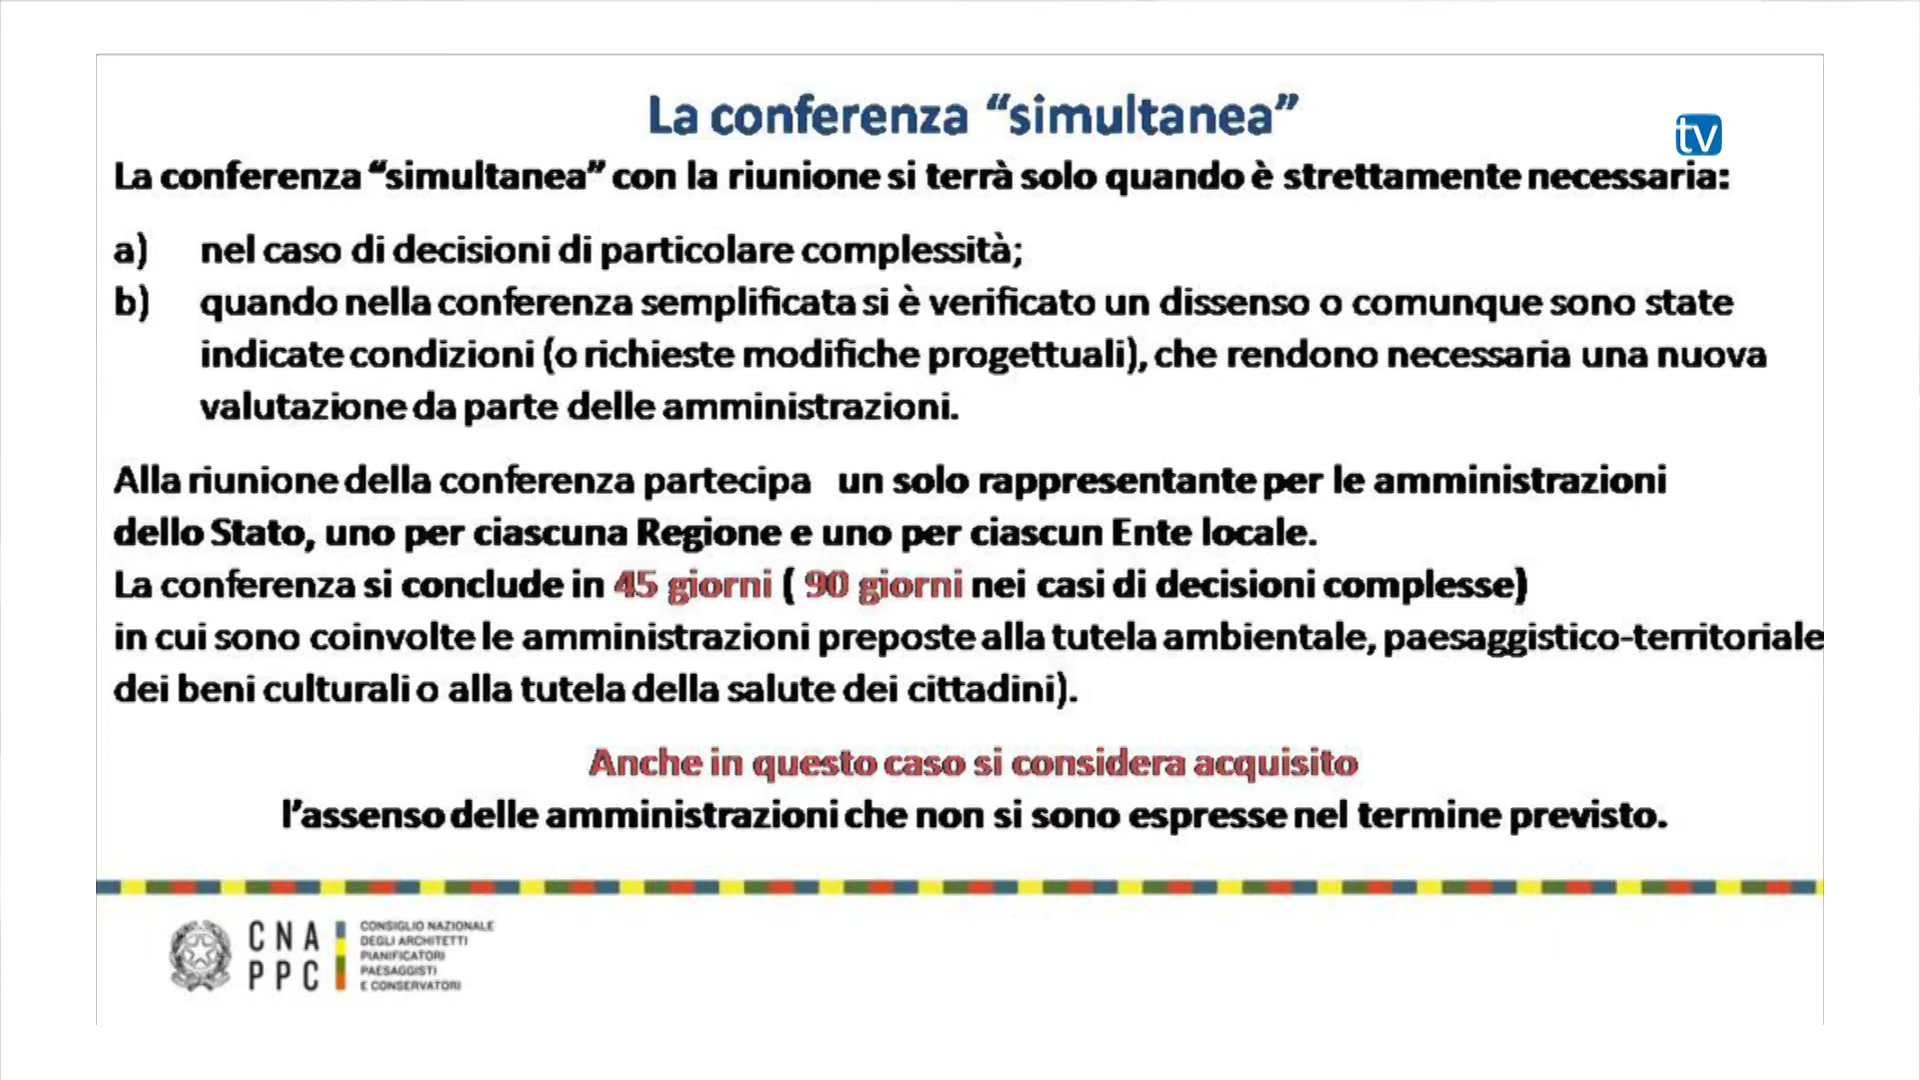 La conferenza “simultanea”
tv
La conferenza “simultanea” con la riunione si terrà solo quando è strettamente necessaria:
a) nel caso di decisioni di particolare complessità;
b) quando nella conferenza semplificata si è verificato un dissenso o comunque sono state
indicate condizioni (o richieste modifiche progettuali), che rendono necessaria una nuova
valutazione da parte delle amministrazioni.
Alla riunione della conferenza partecipa un solo rappresentante per le amministrazioni
dello Stato, uno per ciascuna Regione e uno per ciascun Ente locale.
La conferenza si conclude in 45 giorni ( 90 giorni nei casi di decisioni complesse)
in cui sono coinvolte le amministrazioni preposte alla tutela ambientale, paesaggistico-territoriale
dei beni culturali o alla tutela della salute dei cittadini).
Anche in questo caso si considera acquisito
l’assenso delle amministrazioni che non si sono espresse nel termine previsto.
CNA
PPC
CONSIGLIO NAZIONALE
DEGLI ARCHITETTI
PIANIFICATORI
PAESAGGISTI
E CONSERVATORI